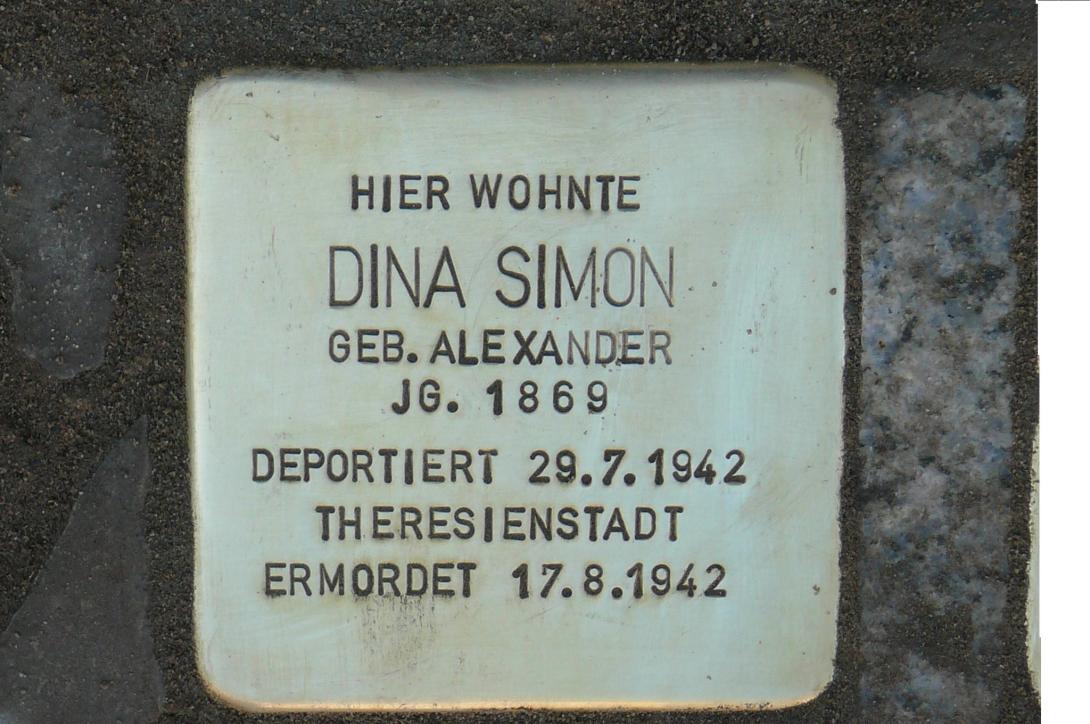 HIER WOHNTE
DINA SIMON
GEB. ALEXANDER
JG. 1869
DEPORTIERT 29.7.1942
THERESIENSTADT
ERMORDET 17.8.1942